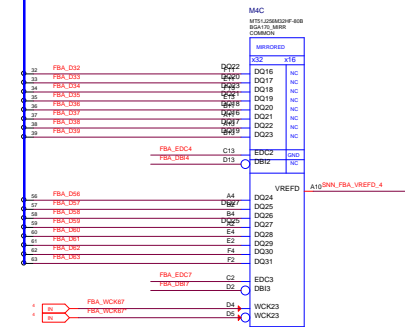 M4C
MT51J256M32HF-80B
BGA170_MIRR
COMMON
MIRRORED
x32 x16
32 FBA_D32 DQ16 NC
33 FBA_D33 DQ17 NC
34 FBA_D34 DQ18 NC
35 FBA_D35 DQ19 NC
36 FBA_D36 DQ20 NC
37 FBA_D37 DQ21 NC
38 FBA_D38 DQ22 NC
39 FBA_D39 DQ23 NC
FBA_EDC4 C13 EDC2 GND
FBA_DBI4 D13 DBI2 NC
VREFD A10 SNN_FBA_VREFD_4
56 FBA_D56 A4 DQ24
57 FBA_D57 DQ25
58 FBA_D58 B4 DQ26
59 FBA_D59 DQ27
60 FBA_D60 E4 DQ28
61 FBA_D61 E2 DQ29
62 FBA_D62 F4 DQ30
63 FBA_D63 F2 DQ31
FBA_EDC7 C2 EDC3
FBA_DBI7 D2 DBI3
4 IN FBA_WCK67 D4 WCK23
4 IN FBA_WCK67* D5 WCK23